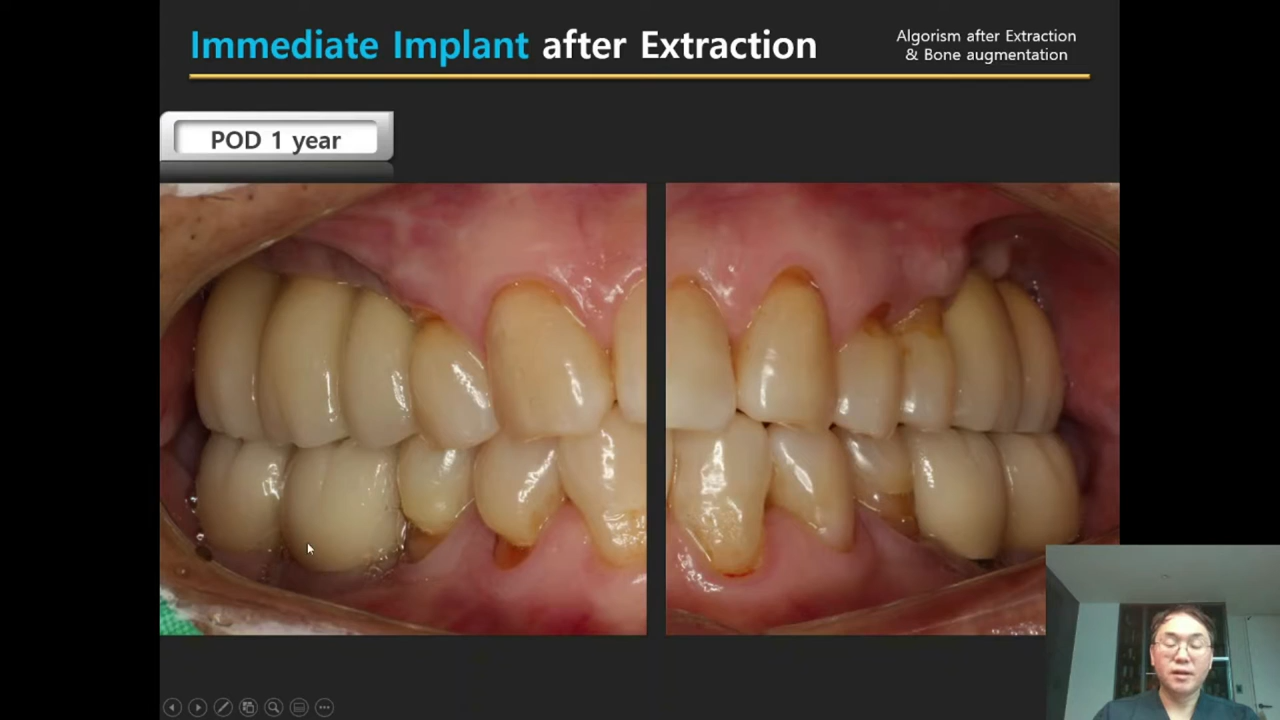 Immediate Implant after Extraction
Algorism after Extraction
& Bone augmentation
POD 1 year